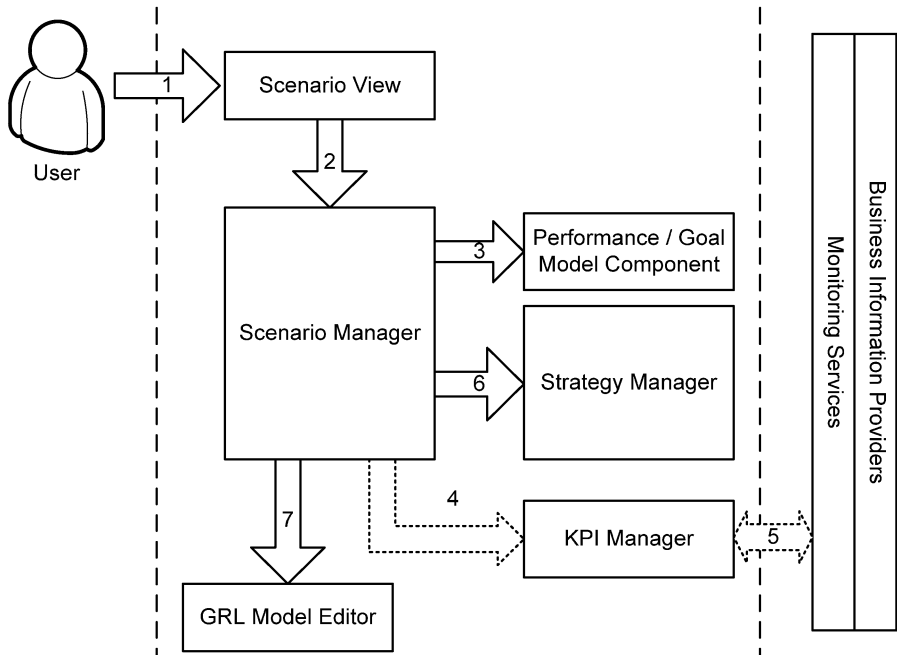 1
Scenario View
User
2
3
Performance / Goal
Model Component
Scenario Manager
6
Strategy Manager
4
7
KPI Manager
5
GRL Model Editor
Monitoring Services
Business Information Providers